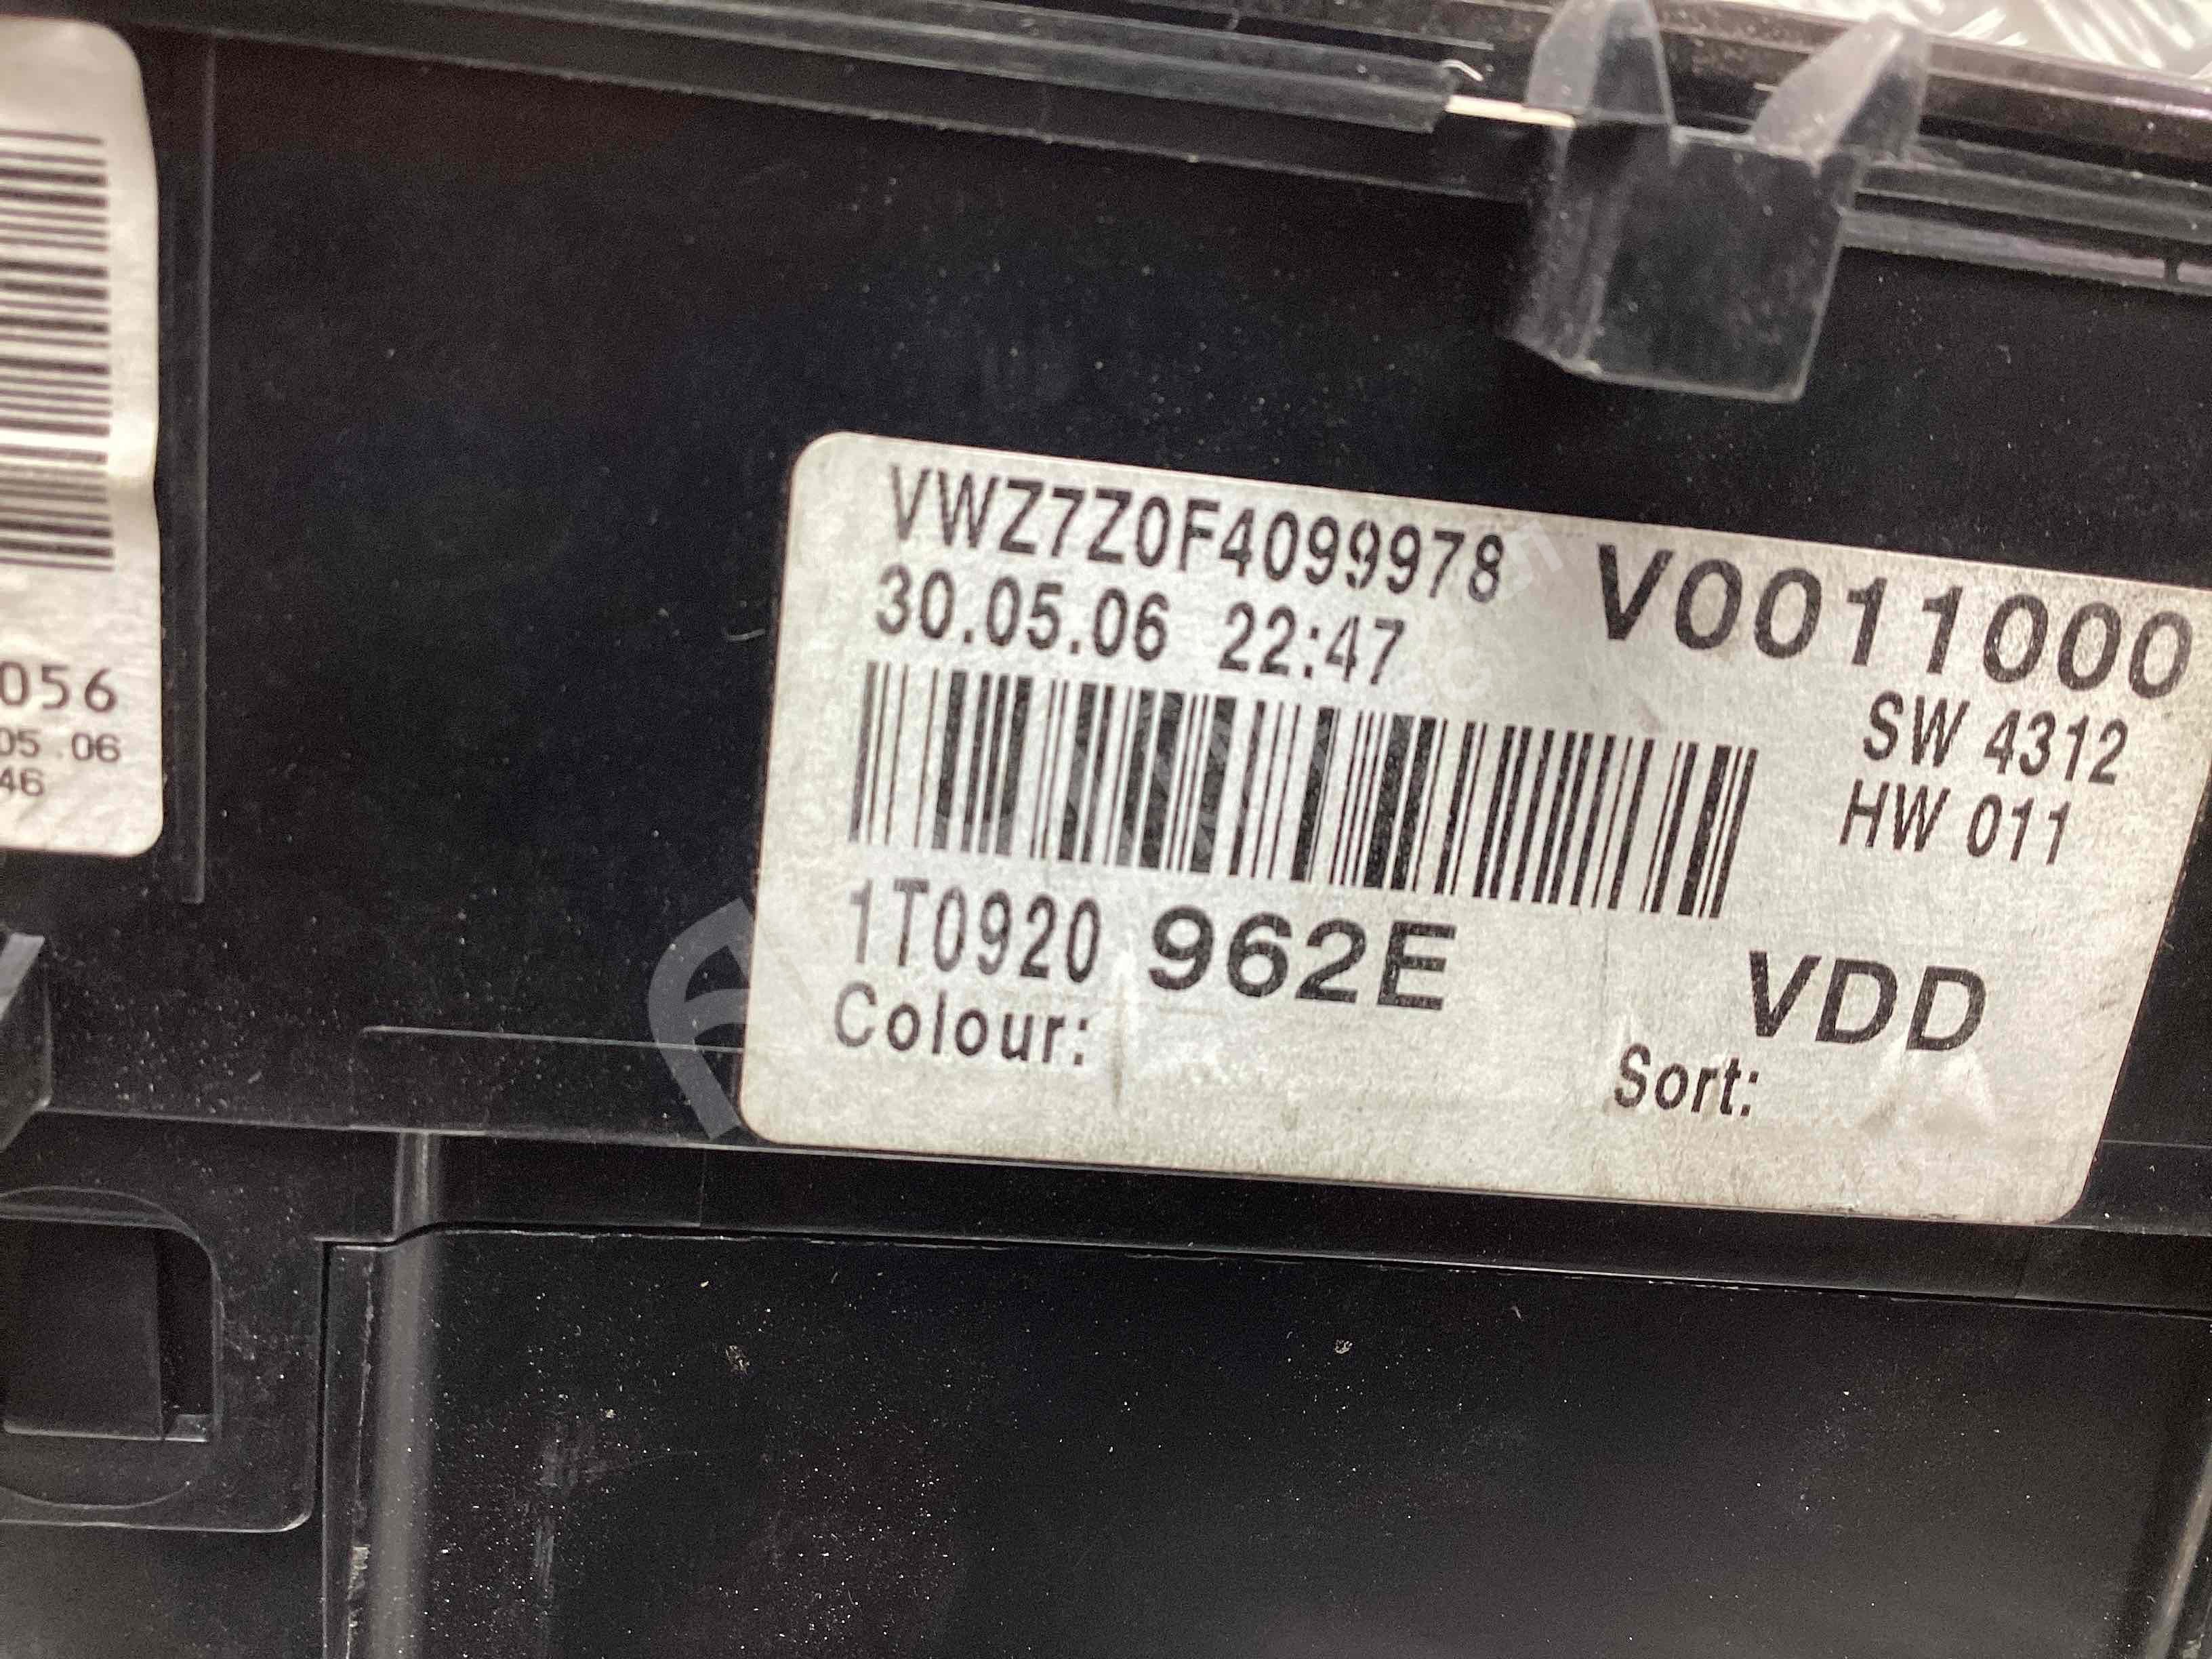 056
05.06
46
VWZ7Z0F4099978
V0011000
30.05.06 22:47
SW 4312
HW 011
1T0920 962E
VDD
Colour:
Sort: